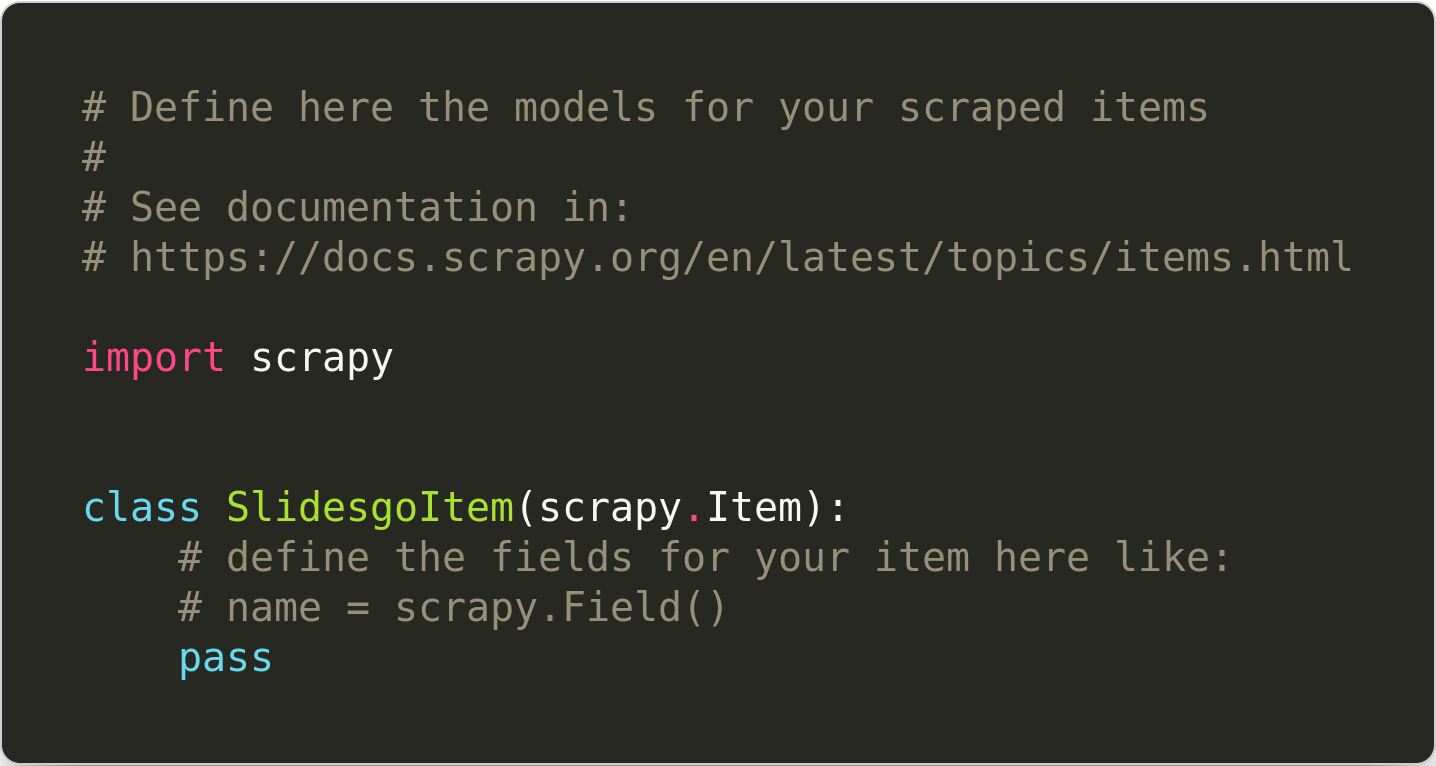 # Define here the models for your scraped items
#
# See documentation in:
# https://docs.scrapy.org/en/latest/topics/items.html

import scrapy


class SlidesgoItem(scrapy.Item):
    # define the fields for your item here like:
    # name = scrapy.Field()
    pass